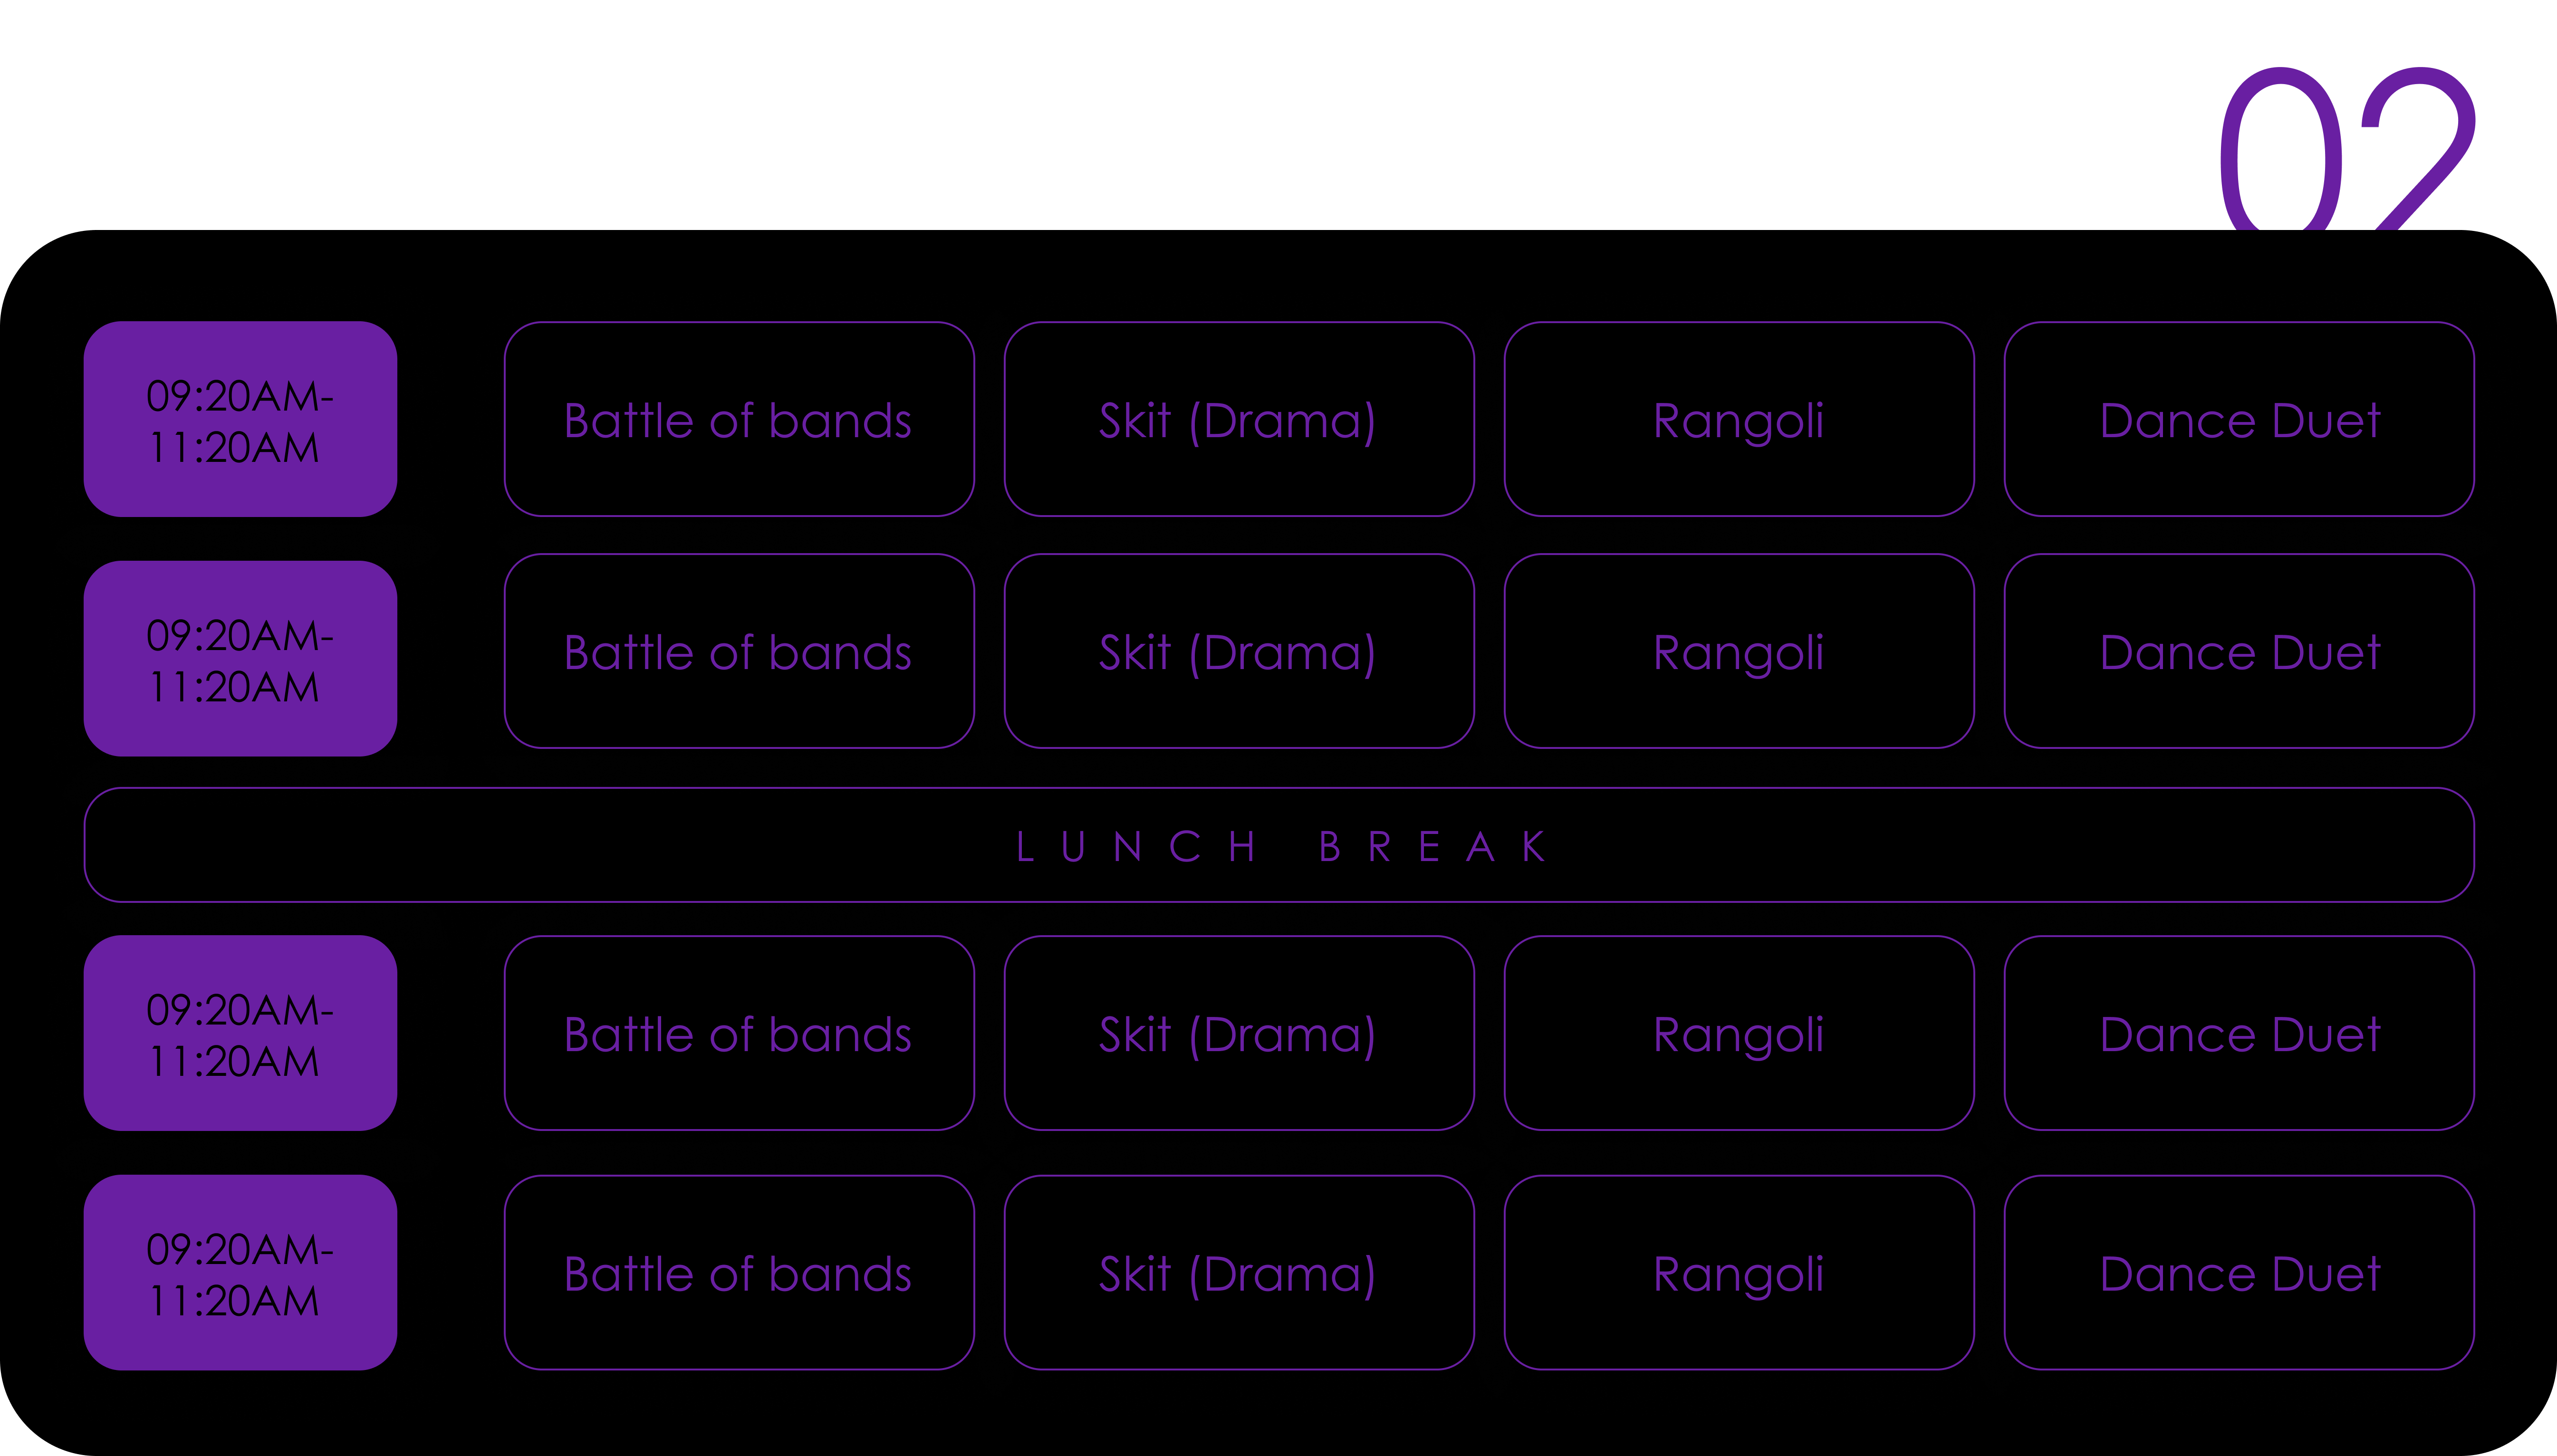 02
09:20AM-
11:20AM
Battle of bands
Skit (Drama)
Rangoli
Dance Duet
09:20AM-
11:20AM
Battle of bands
Skit (Drama)
Rangoli
Dance Duet
LUNCH BREAK
09:20AM-
11:20AM
Battle of bands
Skit (Drama)
Rangoli
Dance Duet
09:20AM-
11:20AM
Battle of bands
Skit (Drama)
Rangoli
Dance Duet